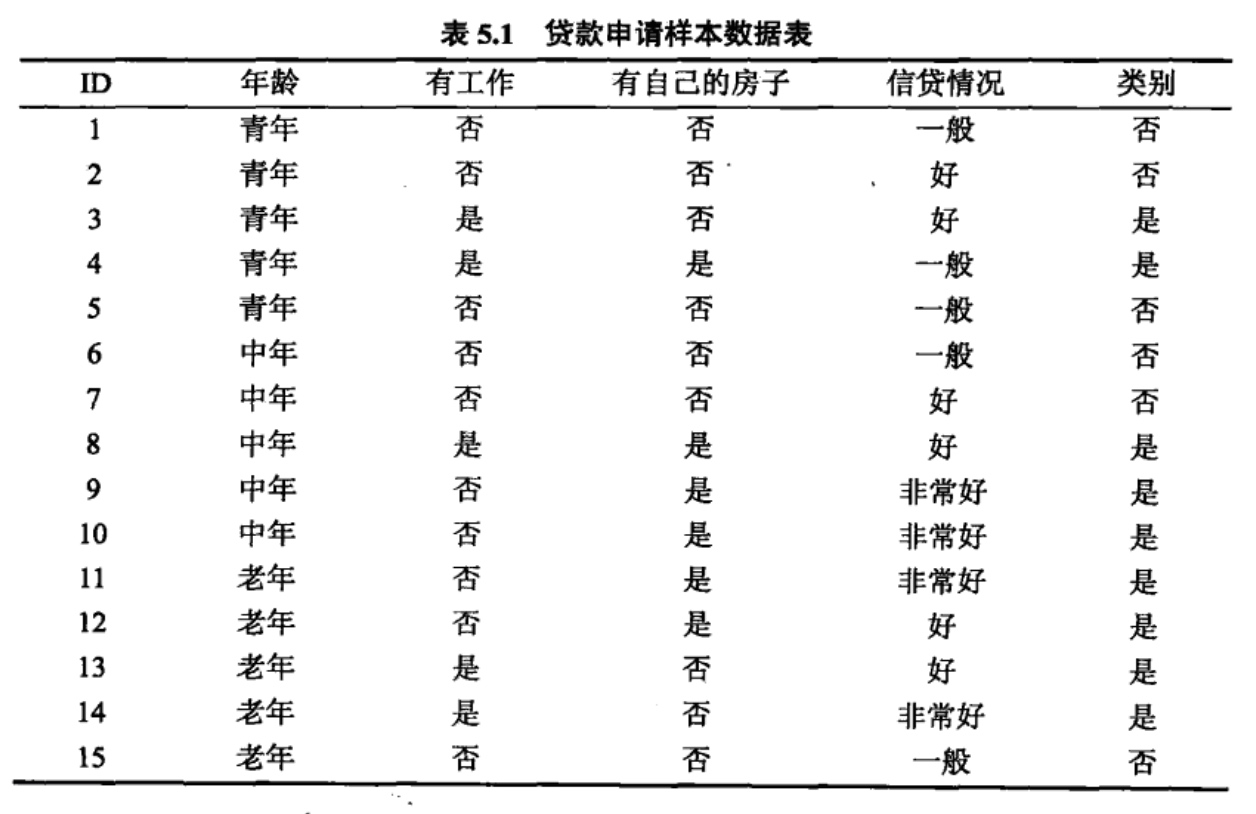 表 5.1 贷款申请样本数据表
ID 年龄 有工作 有自己的房子 信贷情况 类别
1 青年 否 否 一般 否
2 青年 否 否 好 否
3 青年 是 否 好 是
4 青年 是 是 一般 是
5 青年 否 否 一般 否
6 中年 否 否 一般 否
7 中年 否 否 好 否
8 中年 是 是 好 是
9 中年 否 是 非常好 是
10 中年 否 是 非常好 是
11 老年 否 是 非常好 是
12 老年 否 是 好 是
13 老年 是 否 好 是
14 老年 是 否 非常好 是
15 老年 否 否 一般 否